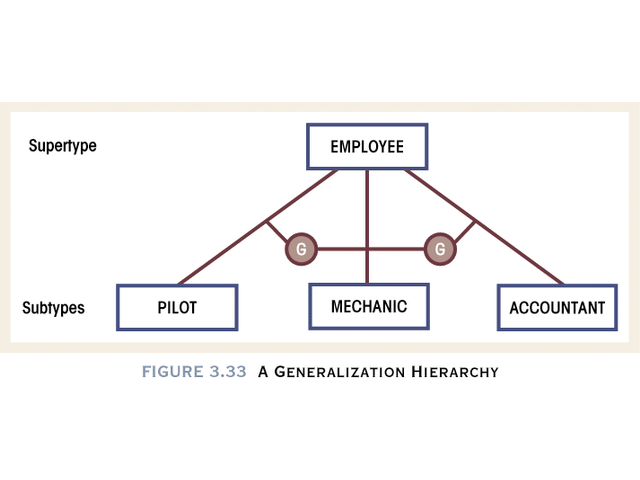 Supertype
EMPLOYEE
G
G
Subtypes
PILOT
MECHANIC
ACCOUNTANT
FIGURE 3.33 A GENERALIZATION HIERARCHY